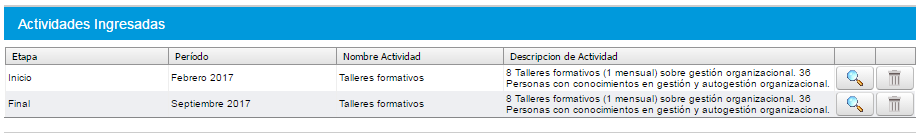 Actividades Ingresadas
Etapa Período Nombre Actividad Descripcion de Actividad
Inicio Febrero 2017 Talleres formativos 8 Talleres formativos (1 mensual) sobre gestión organizacional. 36
Personas con conocimientos en gestión y autogestión organizacional.
Final Septiembre 2017 Talleres formativos 8 Talleres formativos (1 mensual) sobre gestión organizacional. 36
Personas con conocimientos en gestión y autogestión organizacional.